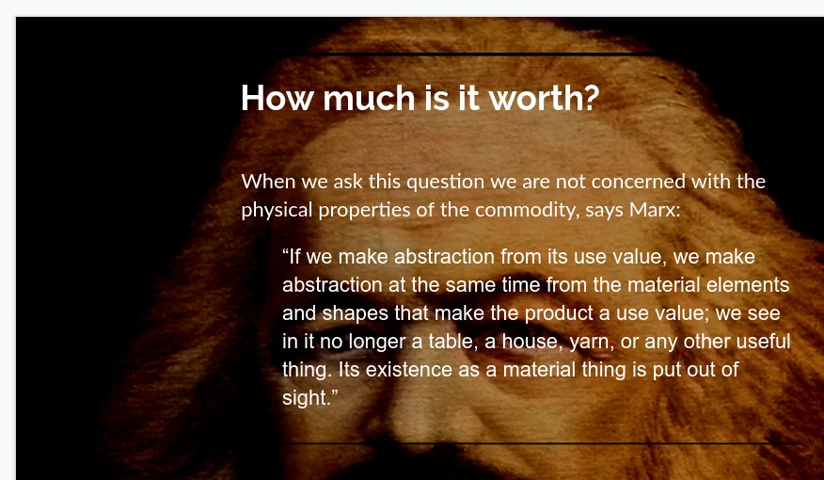 How much is it worth?
When we ask this question we are not concerned with the
physical properties of the commodity, says Marx:
“If we make abstraction from its use value, we make
abstraction at the same time from the material elements
and shapes that make the product a use value; we see
in it no longer a table, a house, yarn, or any other useful
thing. Its existence as a material thing is put out of
sight.”